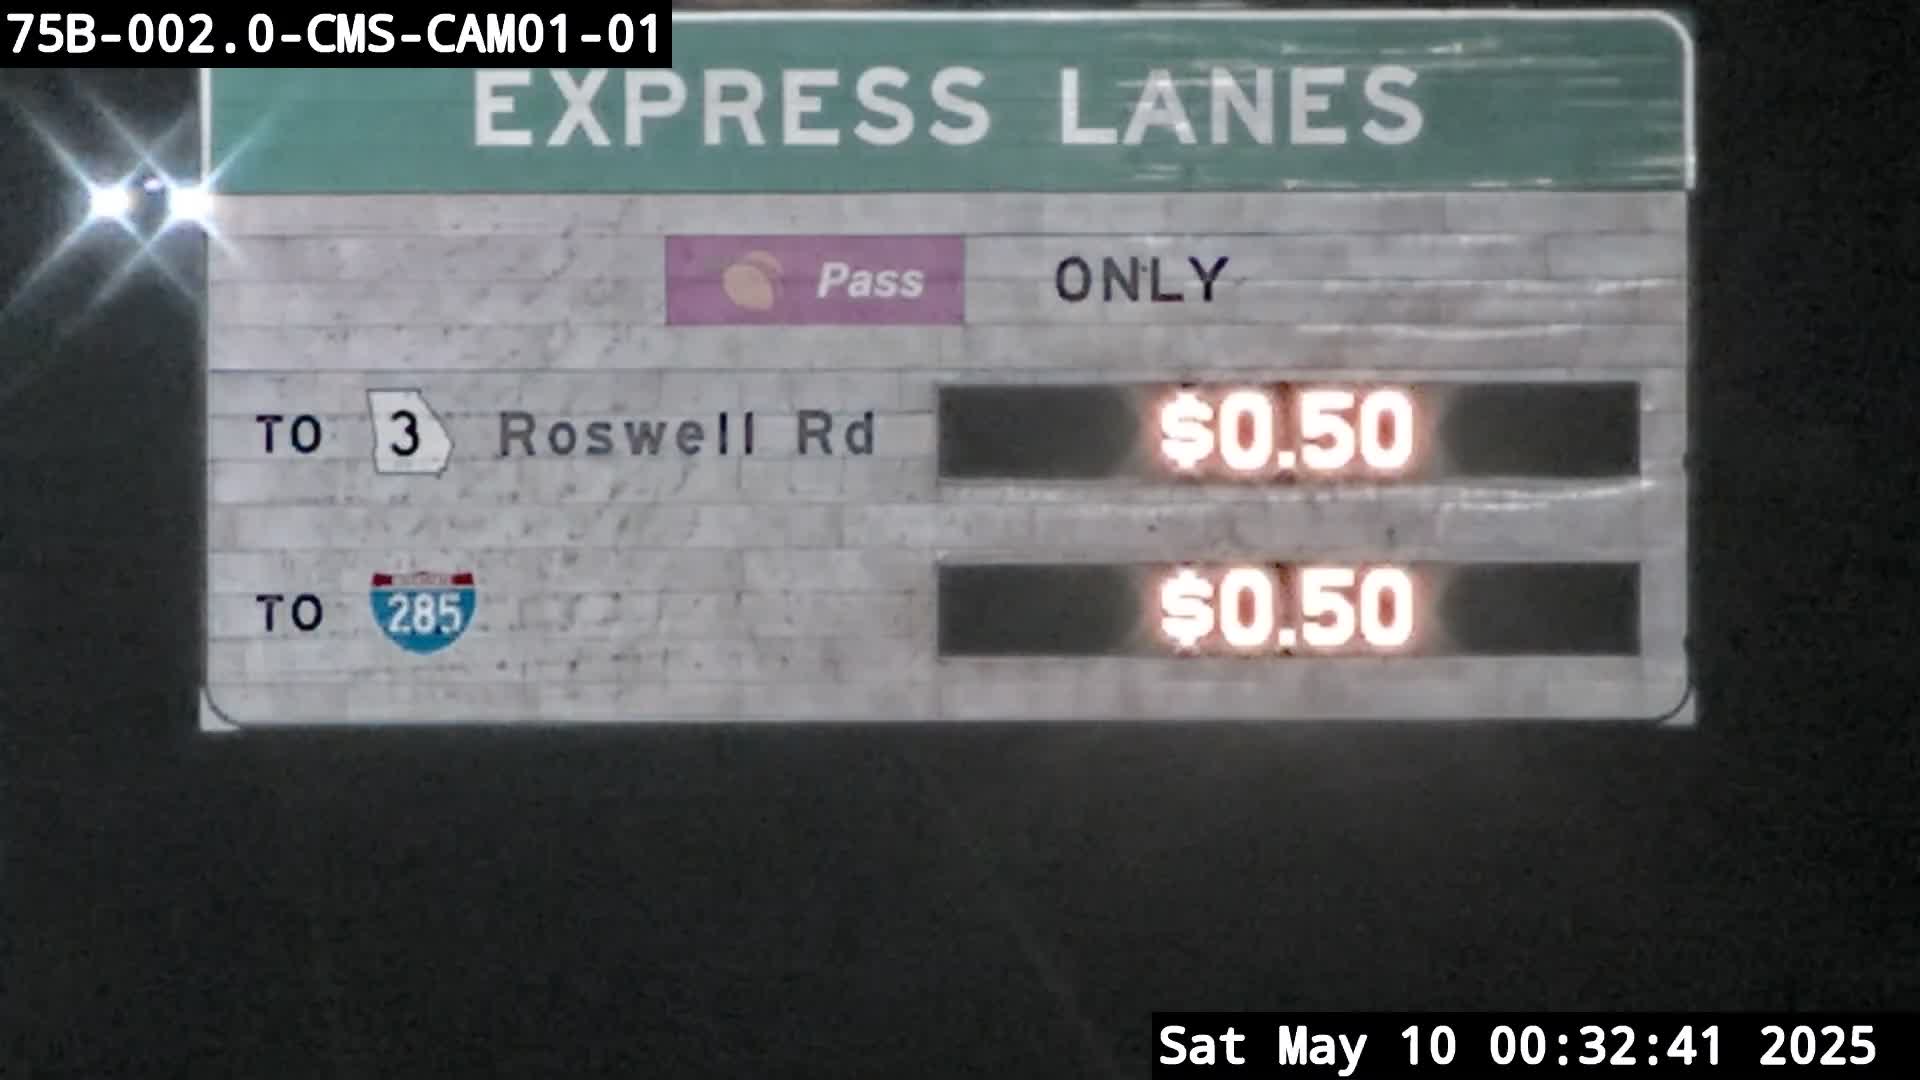 75B-002.0-CMS-CAM01-01
EXPRESS LANES
Pass ONLY
TO 3 Roswell Rd $0.50
TO 285 $0.50
Sat May 10 00:32:41 2025